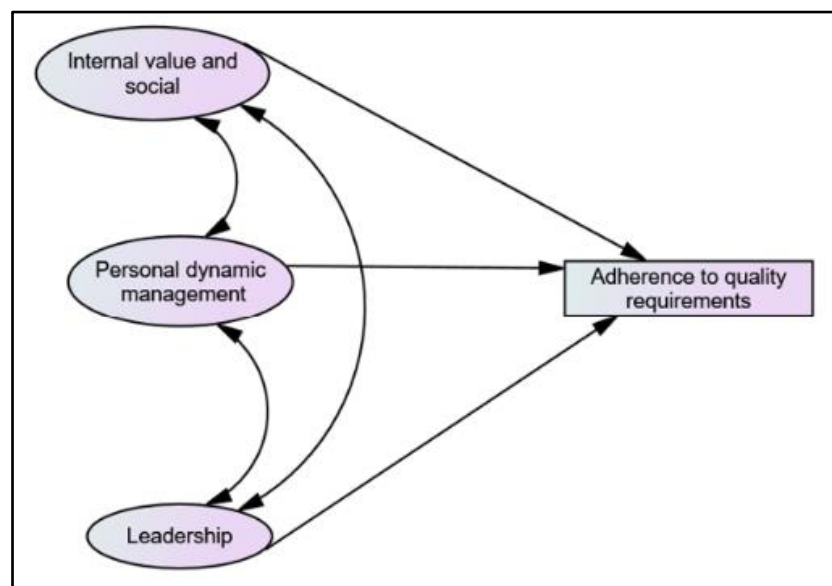 Internal value and
social
Personal dynamic
management
Adherence to quality
requirements
Leadership